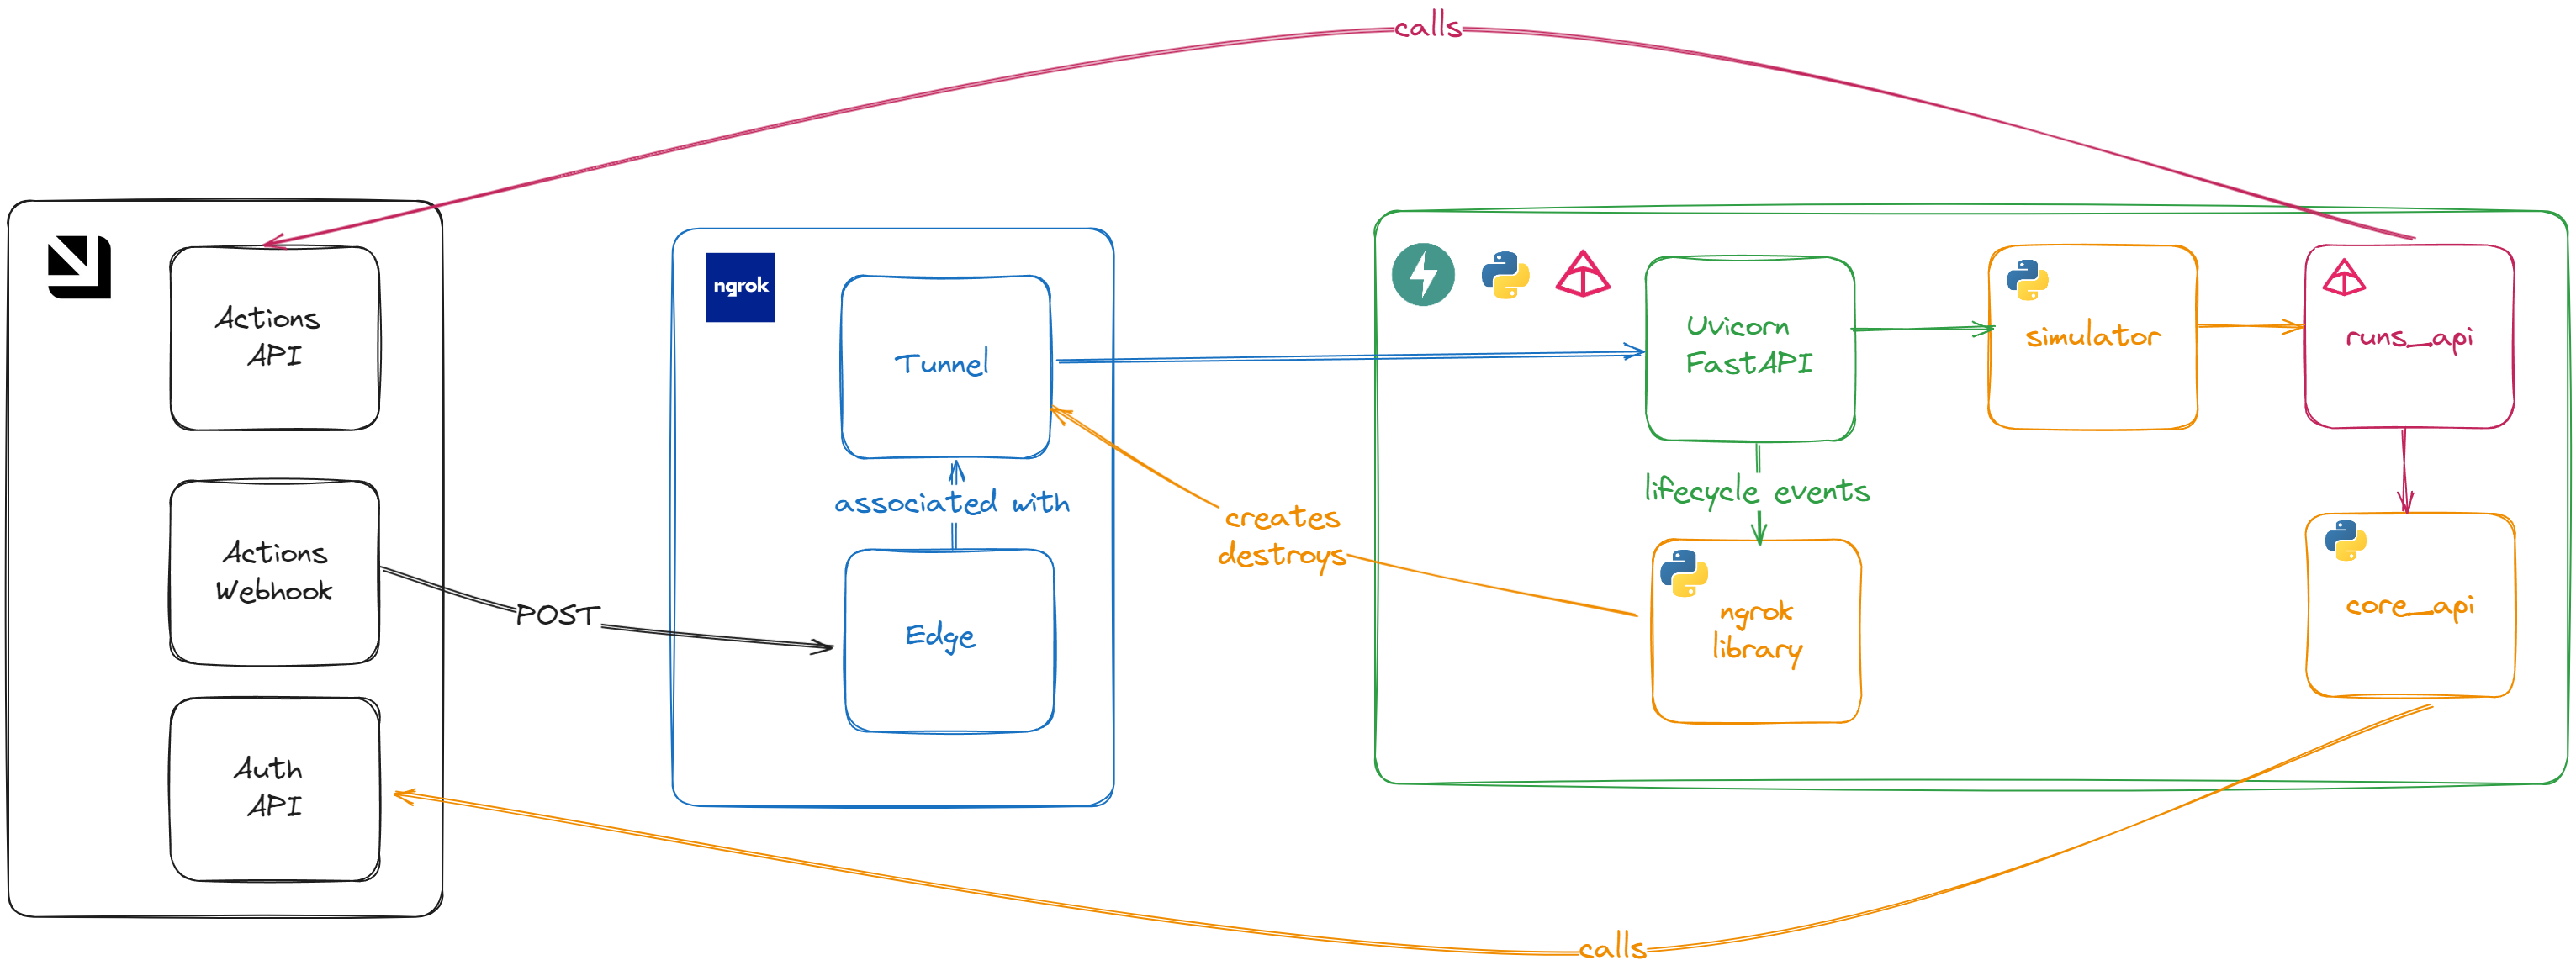 calls
Actions
API
Actions
Webhook
Auth
API
POST
ngrok
Tunnel
associated with
Edge
creates
destroys
Uvicorn
FastAPI
lifecycle events
ngrok
library
simulator
runs_api
core_api
calls